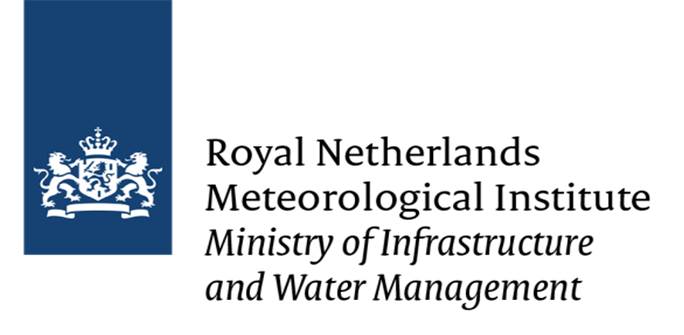 Royal Netherlands
Meteorological Institute
Ministry of Infrastructure
and Water Management